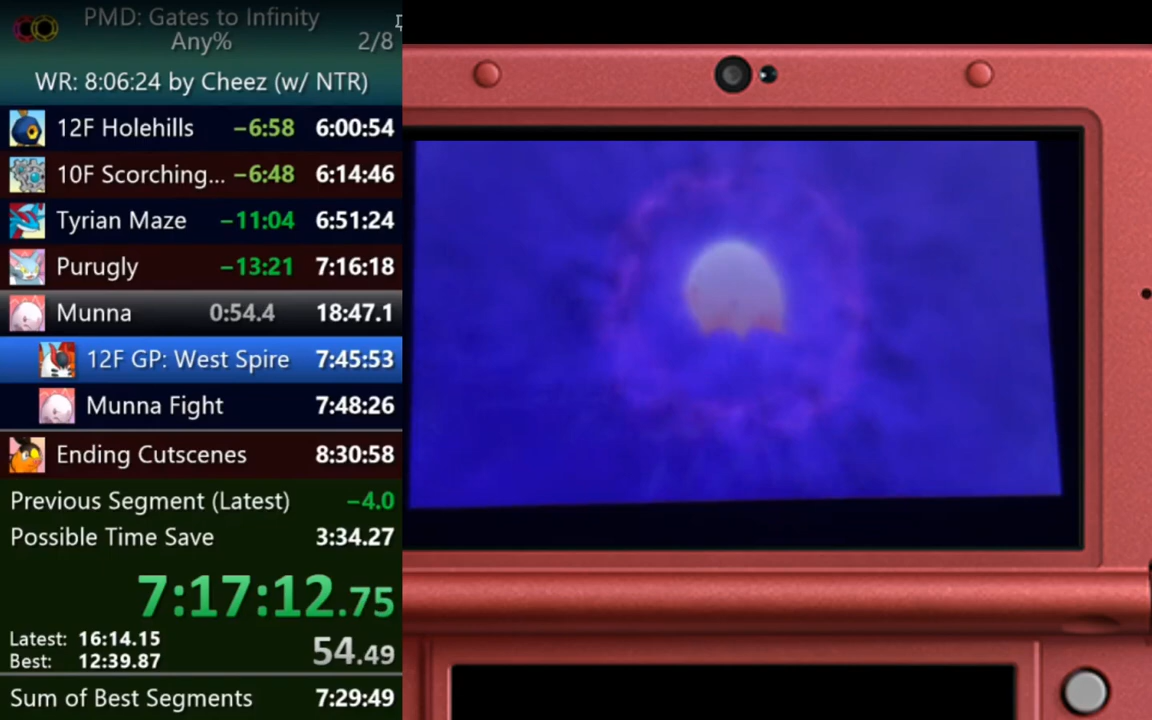 PMD: Gates to Infinity
Any% 2/8
WR: 8:06:24 by Cheez (w/ NTR)
12F Holehills −6:58 6:00:54
10F Scorching... −6:48 6:14:46
Tyrian Maze −11:04 6:51:24
Purugly −13:21 7:16:18
Munna 0:54.4 18:47.1
12F GP: West Spire 7:45:53
Munna Fight 7:48:26
Ending Cutscenes 8:30:58
Previous Segment (Latest) −4.0
Possible Time Save 3:34.27
7:17:12.75
Latest: 16:14.15
Best: 12:39.87
54.49
Sum of Best Segments 7:29:49